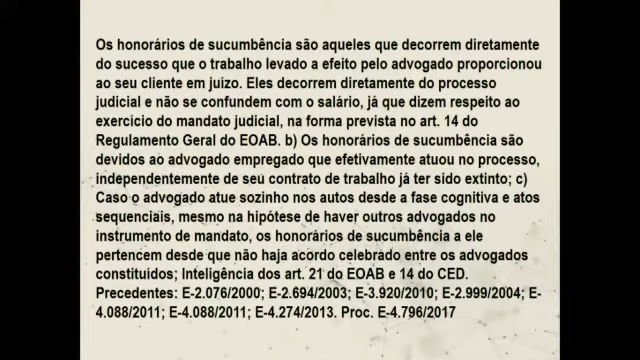 Os honorários de sucumbência são aqueles que decorrem diretamente
do sucesso que o trabalho levado a efeito pelo advogado proporcionou
ao seu cliente em juízo. Eles decorrem diretamente do processo
judicial e não se confundem com o salário, já que dizem respeito ao
exercício do mandato judicial, na forma prevista no art. 14 do
Regulamento Geral do EOAB. b) Os honorários de sucumbência são
devidos ao advogado empregado que efetivamente atuou no processo,
independentemente de seu contrato de trabalho já ter sido extinto; c)
Caso o advogado atue sozinho nos autos desde a fase cognitiva e atos
sequenciais, mesmo na hipótese de haver outros advogados no
instrumento de mandato, os honorários de sucumbência a ele
pertencem desde que não haja acordo celebrado entre os advogados
constituídos; Inteligência dos art. 21 do EOAB e 14 do CED.
Precedentes: E-2.076/2000; E-2.694/2003; E-3.920/2010; E-2.999/2004; E-
4.088/2011; E-4.088/2011; E-4.274/2013. Proc. E-4.796/2017